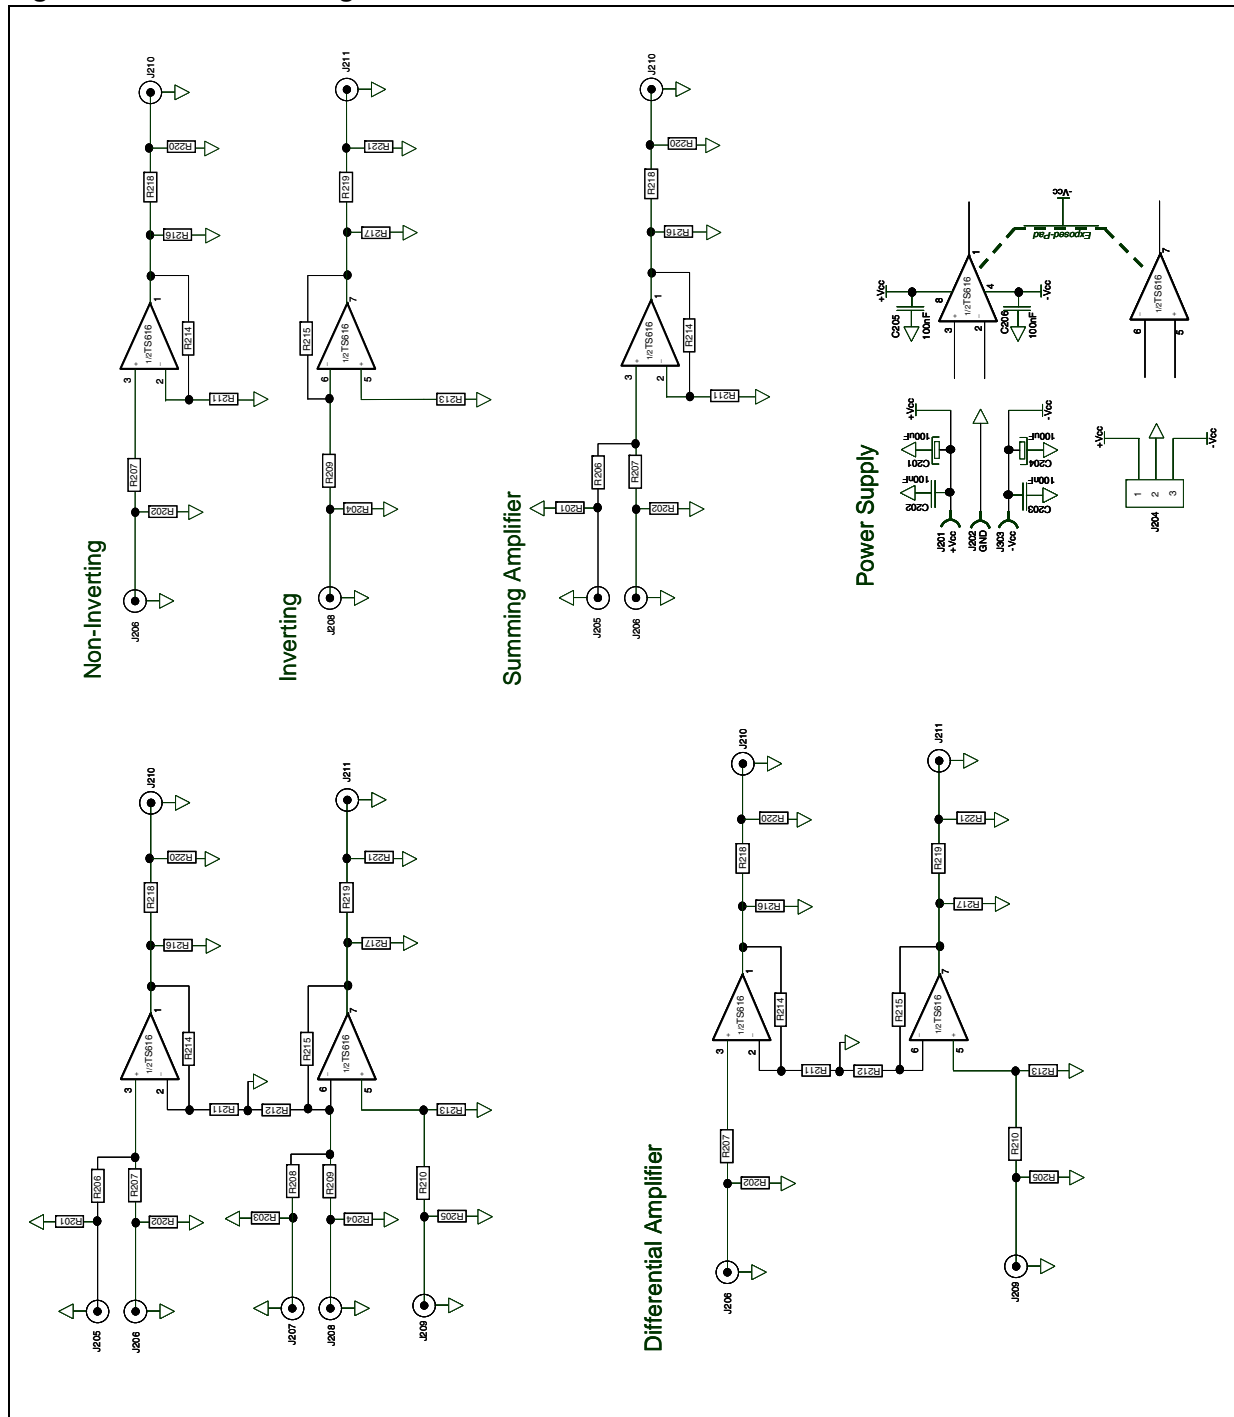 Non-Inverting
J206
R202
R207
3
2
+
-
1/2TS616
1
R211
R214
R216
R218
R220
J210
Inverting
J208
R204
R209
6
5
-
+
1/2TS616
7
R213
R215
R217
R219
R221
J211
Summing Amplifier
J205
J206
R201
R202
R206
R207
3
2
+
-
1/2TS616
1
R211
R214
R216
R218
R220
J210
Power Supply
J201
+Vcc
J202
GND
J303
-Vcc
C202
100nF
C201
100uF
C203
100nF
C204
100uF
+Vcc
-Vcc
J204
1
2
3
+Vcc
-Vcc
3
2
+
-
1/2TS616
8
4
1
+Vcc
-Vcc
C205
100nF
C206
100nF
Exposed-Pad
-Vcc
6
5
-
+
1/2TS616
7
J205
J206
R201
R202
R206
R207
3
2
+
-
1/2TS616
1
R211
R212
R214
R216
R218
R220
J210
J207
J208
J209
R203
R204
R205
R208
R209
R210
R213
6
5
-
+
1/2TS616
7
R215
R217
R219
R221
J211
Differential Amplifier
J206
R202
R207
3
2
+
-
1/2TS616
1
R211
R212
R214
R216
R218
R220
J210
J209
R205
R210
R213
6
5
-
+
1/2TS616
7
R215
R217
R219
R221
J211